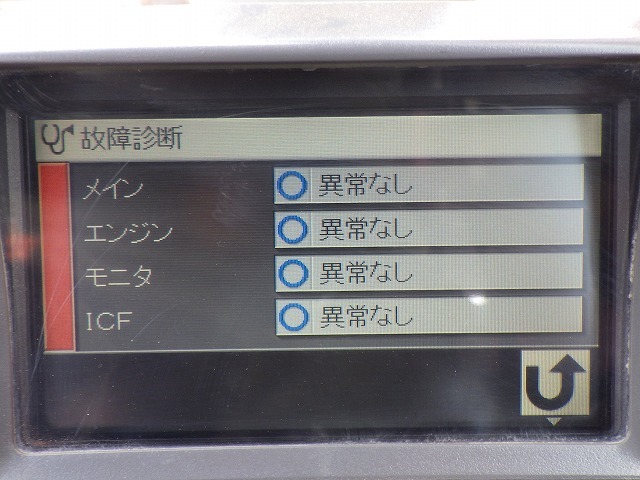 故障診断
メイン 異常なし
エンジン 異常なし
モニタ 異常なし
ICF 異常なし